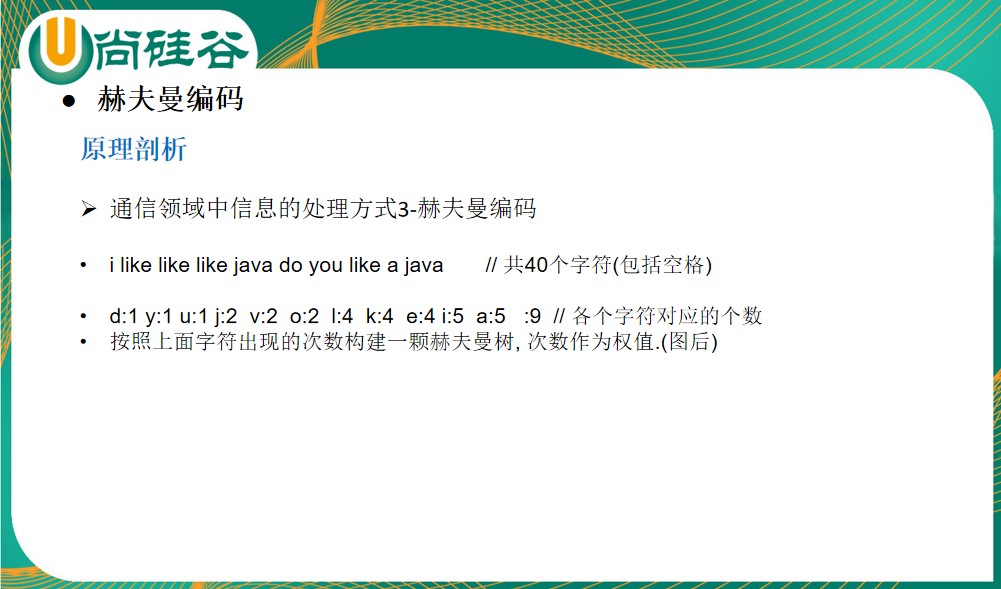 尚硅谷
● 赫夫曼编码
原理剖析
➢ 通信领域中信息的处理方式3-赫夫曼编码
• i like like like java do you like a java // 共40个字符(包括空格)
• d:1 y:1 u:1 j:2 v:2 o:2 l:4 k:4 e:4 i:5 a:5 :9 // 各个字符对应的个数
• 按照上面字符出现的次数构建一颗赫夫曼树, 次数作为权值.(图后)